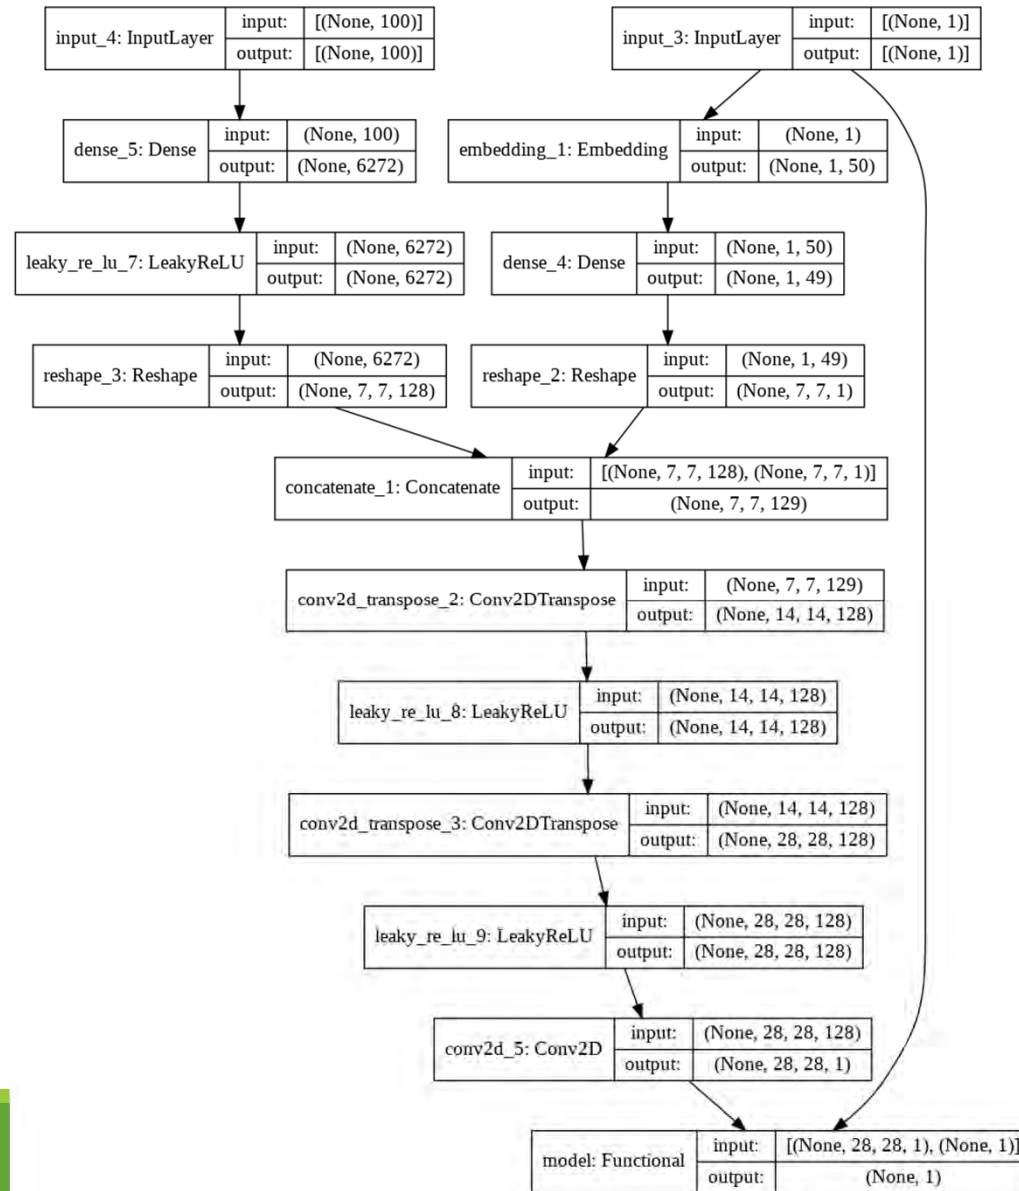 input_4: InputLayer
input: [(None, 100)]
output: [(None, 100)]
input_3: InputLayer
input: [(None, 1)]
output: [(None, 1)]
dense_5: Dense
input: (None, 100)
output: (None, 6272)
embedding_1: Embedding
input: (None, 1)
output: (None, 1, 50)
leaky_re_lu_7: LeakyReLU
input: (None, 6272)
output: (None, 6272)
dense_4: Dense
input: (None, 1, 50)
output: (None, 1, 49)
reshape_3: Reshape
input: (None, 6272)
output: (None, 7, 7, 128)
reshape_2: Reshape
input: (None, 1, 49)
output: (None, 7, 7, 1)
concatenate_1: Concatenate
input: [(None, 7, 7, 128), (None, 7, 7, 1)]
output: (None, 7, 7, 129)
conv2d_transpose_2: Conv2DTranspose
input: (None, 7, 7, 129)
output: (None, 14, 14, 128)
leaky_re_lu_8: LeakyReLU
input: (None, 14, 14, 128)
output: (None, 14, 14, 128)
conv2d_transpose_3: Conv2DTranspose
input: (None, 14, 14, 128)
output: (None, 28, 28, 128)
leaky_re_lu_9: LeakyReLU
input: (None, 28, 28, 128)
output: (None, 28, 28, 128)
conv2d_5: Conv2D
input: (None, 28, 28, 128)
output: (None, 28, 28, 1)
model: Functional
input: [(None, 28, 28, 1), (None, 1)]
output: (None, 1)